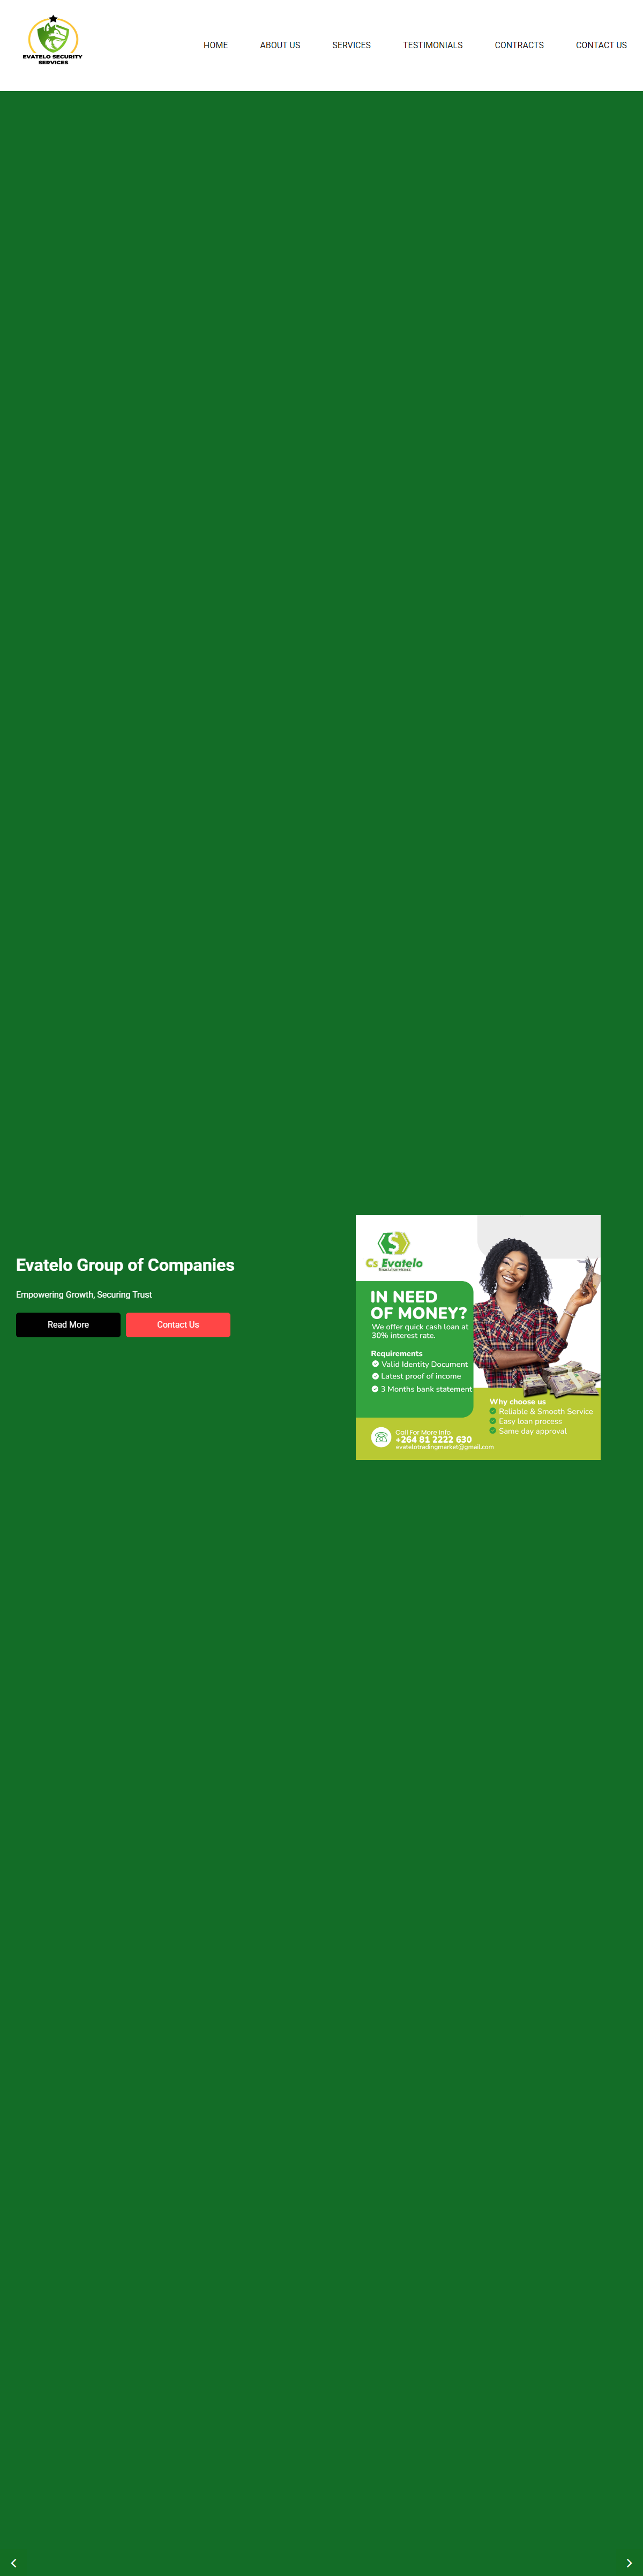 EVATELO SECURITY
SERVICES
HOME
ABOUT US
SERVICES
TESTIMONIALS
CONTRACTS
CONTACT US
Evatelo Group of Companies
Empowering Growth, Securing Trust
Read More
Contact Us
Cs Evatelo
IN NEED
OF MONEY?
We offer quick cash loan at
30% interest rate.
Requirements
Valid Identity Document
Latest proof of income
3 Months bank statement
Why choose us
Reliable & Smooth Service
Easy loan process
Same day approval
Call For More Info
+264 81 2222 630
evatelotradingmarket@gmail.com